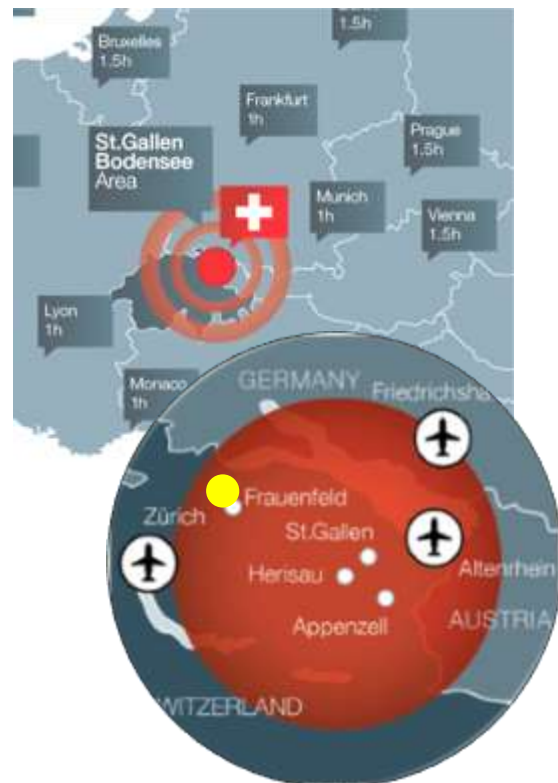 Bruxelles
1.5h
Frankfurt
1h
St.Gallen
Bodensee
Area
Prague
1.5h
Munich
1h
Vienna
1.5h
Lyon
1h
Monaco
1h
GERMANY
Friedrichsha
Frauenfeld
Zürich
St.Gallen
Herisau
Altenrhein
Appenzell
AUSTRIA
WITZERLAND